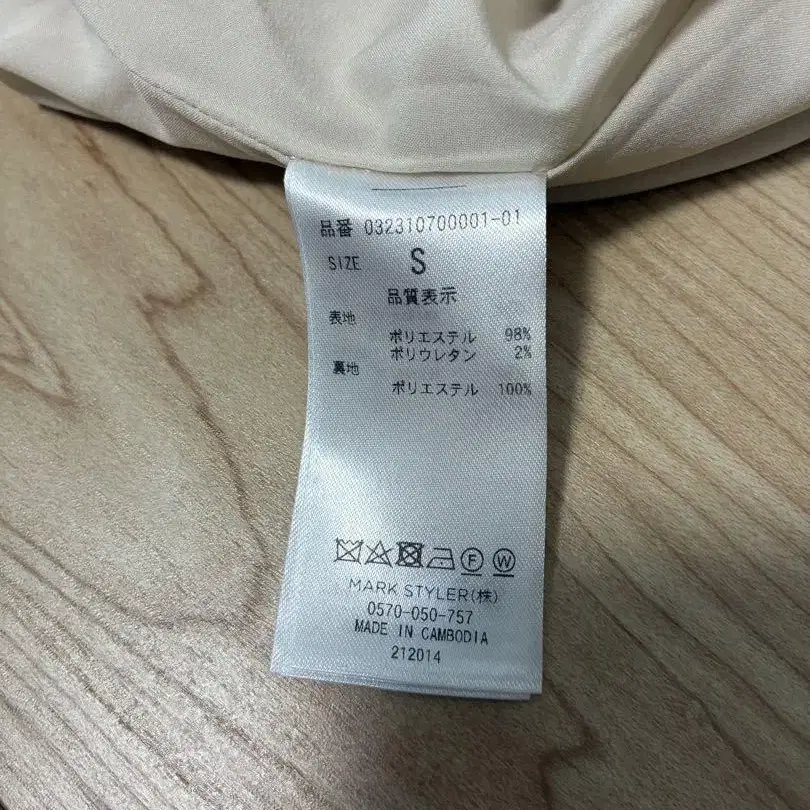 品番 032310700001-01
SIZE S
品質表示
表地
ポリエステル 98%
ポリウレタン 2%
裏地
ポリエステル 100%
F W
MARK STYLER(株)
0570-050-757
MADE IN CAMBODIA
212014